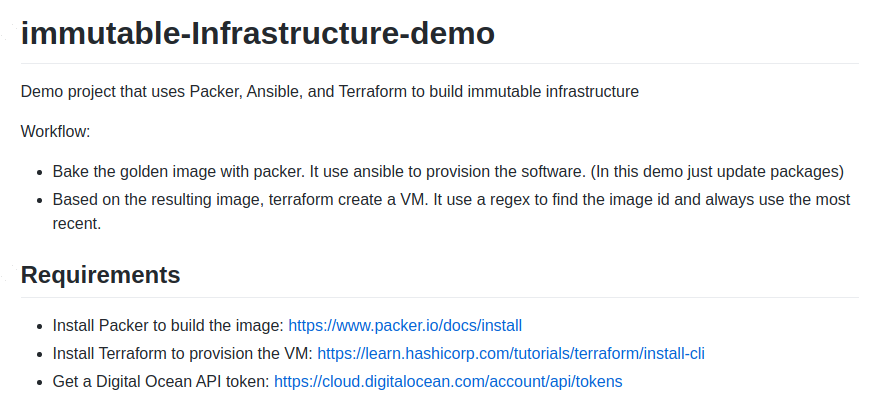 immutable-Infrastructure-demo
Demo project that uses Packer, Ansible, and Terraform to build immutable infrastructure
Workflow:
• Bake the golden image with packer. It use ansible to provision the software. (In this demo just update packages)
• Based on the resulting image, terraform create a VM. It use a regex to find the image id and always use the most
recent.
Requirements
• Install Packer to build the image: https://www.packer.io/docs/install
• Install Terraform to provision the VM: https://learn.hashicorp.com/tutorials/terraform/install-cli
• Get a Digital Ocean API token: https://cloud.digitalocean.com/account/api/tokens